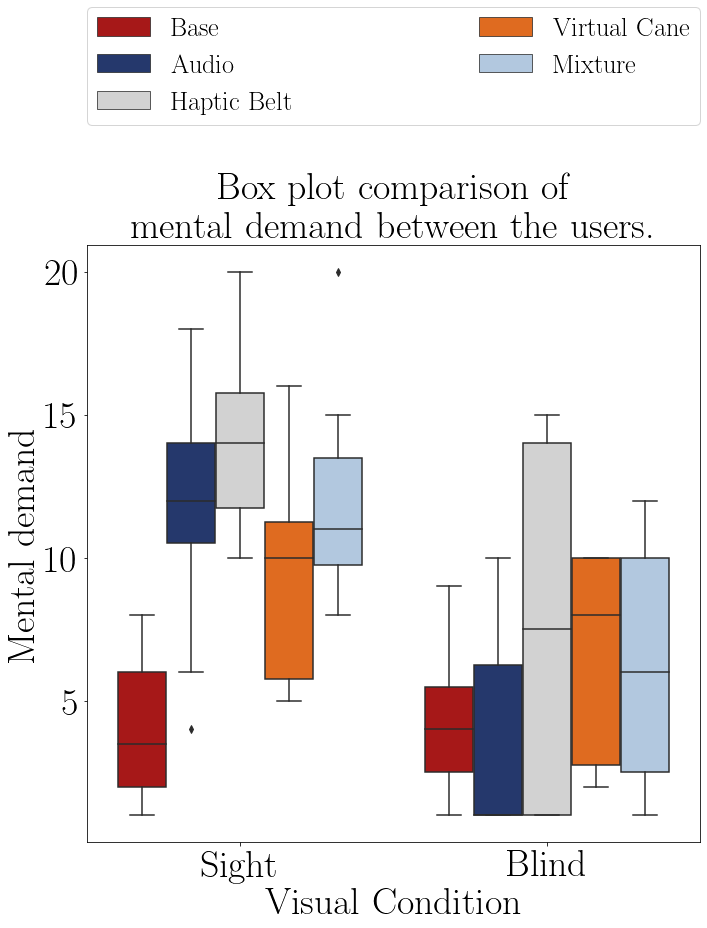 Base
Audio
Haptic Belt
Virtual Cane
Mixture
Box plot comparison of
mental demand between the users.
Mental demand
20
15
10
5
Sight
Blind
Visual Condition